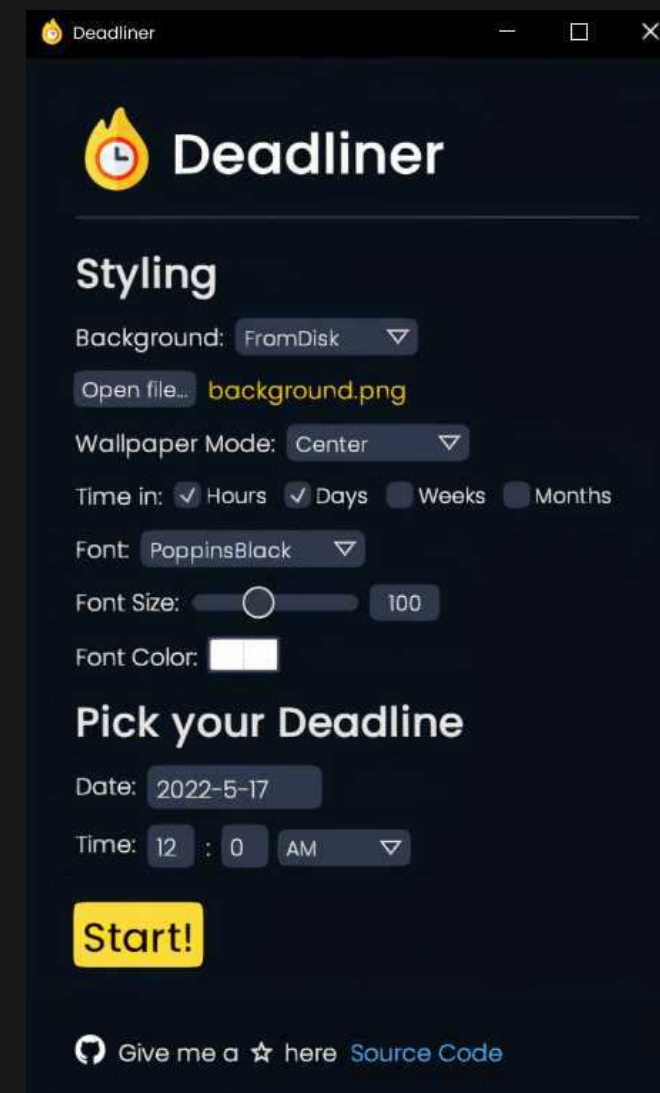 Deadliner
Deadliner
Styling
Background: FromDisk
Open file... background.png
Wallpaper Mode: Center
Time in: Hours Days Weeks Months
Font: PoppinsBlack
Font Size: 100
Font Color:
Pick your Deadline
Date: 2022-5-17
Time: 12 : 0 AM
Start!
Give me a ☆ here Source Code